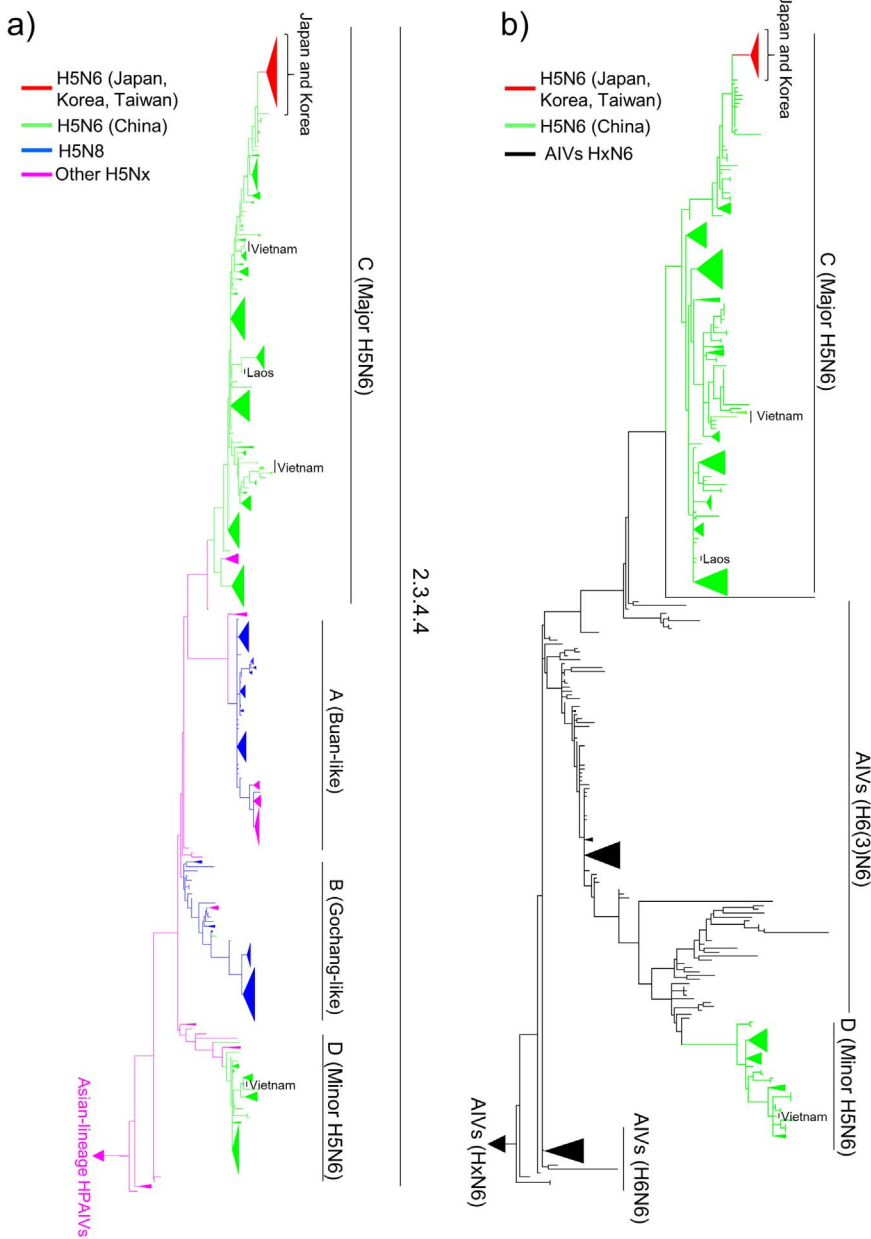 a)
Japan and Korea
H5N6 (Japan,
Korea, Taiwan)
H5N6 (China)
H5N8
Other H5Nx
Vietnam
Laos
Vietnam
C (Major H5N6)
2.3.4.4
A (Buan-like)
B (Gochang-like)
D (Minor H5N6)
Vietnam
Asian-lineage HPAIVs
b)
Japan and Korea
H5N6 (Japan,
Korea, Taiwan)
H5N6 (China)
AIVs HxN6
C (Major H5N6)
Vietnam
Laos
AIVs (H6(3)N6)
D (Minor H5N6)
Vietnam
AIVs (H6N6)
AIVs (HxN6)